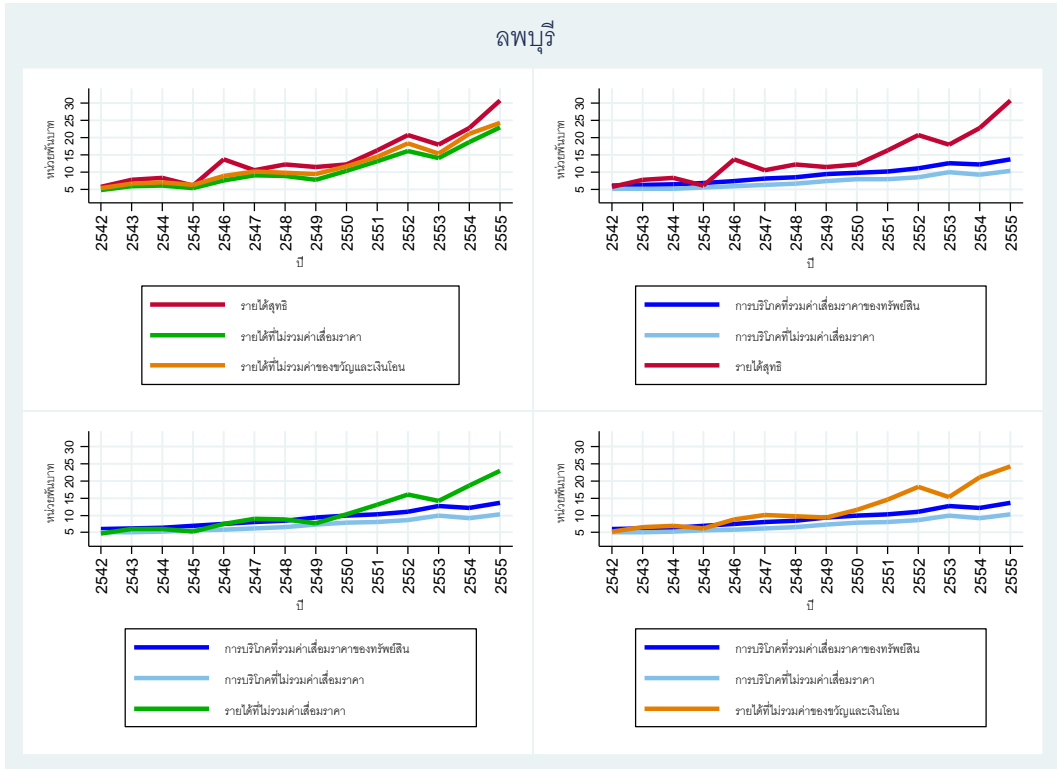 ลพบุรี
หน่วยพันบาท
30
25
20
15
10
5
2542 2543 2544 2545 2546 2547 2548 2549 2550 2551 2552 2553 2554 2555
ปี
รายได้สุทธิ
รายได้ที่ไม่รวมค่าเสื่อมราคา
รายได้ที่ไม่รวมค่าของขวัญและเงินโอน
หน่วยพันบาท
30
25
20
15
10
5
2542 2543 2544 2545 2546 2547 2548 2549 2550 2551 2552 2553 2554 2555
ปี
การบริโภคที่รวมค่าเสื่อมราคาของทรัพย์สิน
การบริโภคที่ไม่รวมค่าเสื่อมราคา
รายได้สุทธิ
หน่วยพันบาท
30
25
20
15
10
5
2542 2543 2544 2545 2546 2547 2548 2549 2550 2551 2552 2553 2554 2555
ปี
การบริโภคที่รวมค่าเสื่อมราคาของทรัพย์สิน
การบริโภคที่ไม่รวมค่าเสื่อมราคา
รายได้ที่ไม่รวมค่าเสื่อมราคา
หน่วยพันบาท
30
25
20
15
10
5
2542 2543 2544 2545 2546 2547 2548 2549 2550 2551 2552 2553 2554 2555
ปี
การบริโภคที่รวมค่าเสื่อมราคาของทรัพย์สิน
การบริโภคที่ไม่รวมค่าเสื่อมราคา
รายได้ที่ไม่รวมค่าของขวัญและเงินโอน